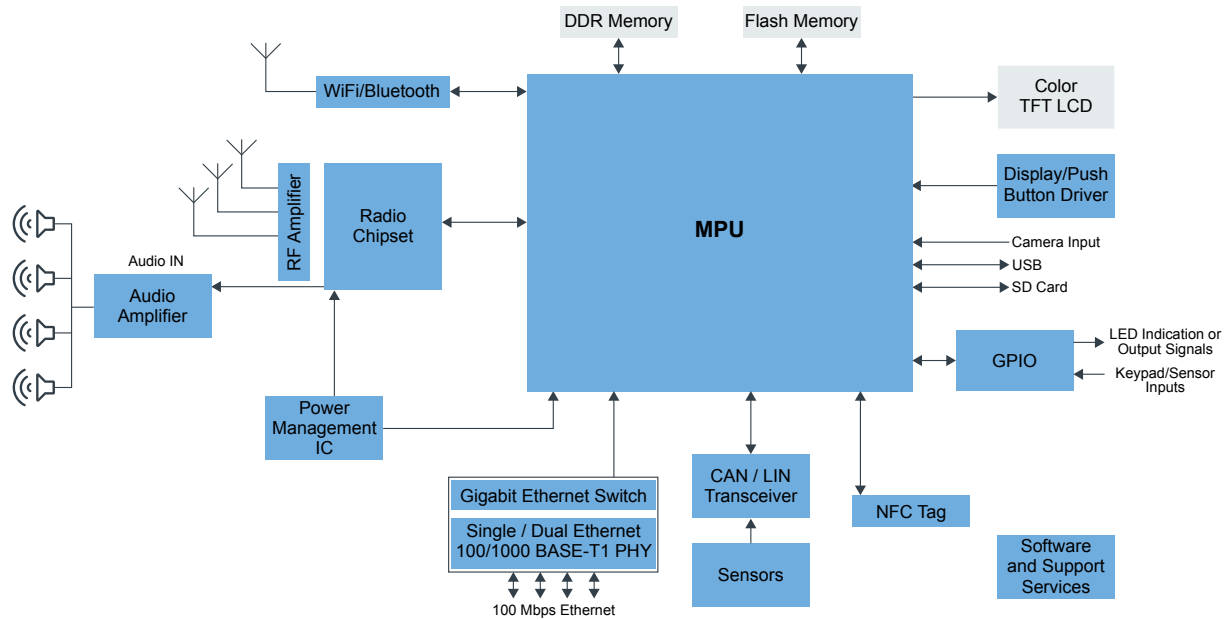 DDR Memory
Flash Memory
WiFi/Bluetooth
Color
TFT LCD
RF Amplifier
Radio
Chipset
MPU
Display/Push
Button Driver
Camera Input
USB
SD Card
Audio IN
Audio
Amplifier
GPIO
LED Indication or
Output Signals
Keypad/Sensor
Inputs
Power
Management
IC
Gigabit Ethernet Switch
Single / Dual Ethernet
100/1000 BASE-T1 PHY
100 Mbps Ethernet
CAN / LIN
Transceiver
Sensors
NFC Tag
Software
and Support
Services